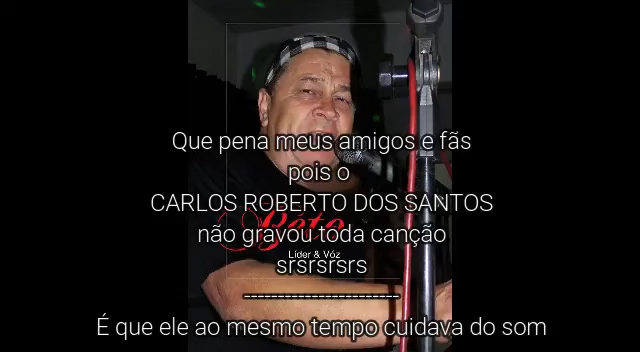 Que pena meus amigos e fãs
pois o
CARLOS ROBERTO DOS SANTOS
Béto
não gravou toda canção
Líder & Vóz
srsrsrsrs
-----------------------
É que ele ao mesmo tempo cuidava do som